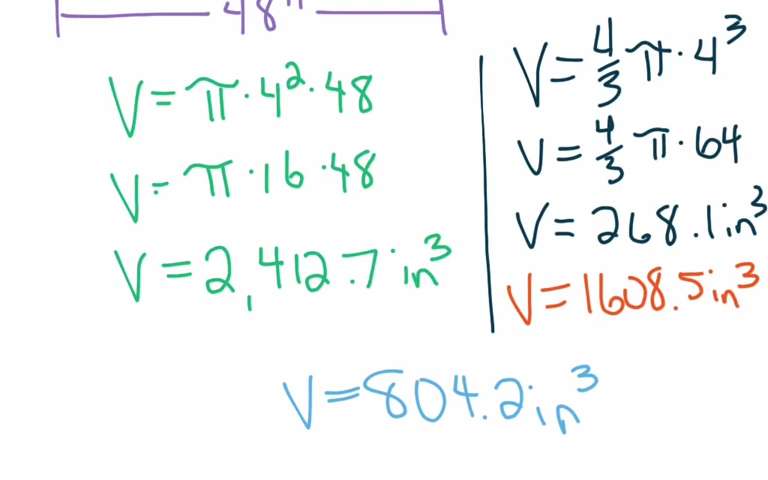 48"
V = π · 4² · 48
V = π · 16 · 48
V = 2,412.7 in³
V = 4/3 π · 4³
V = 4/3 π · 64
V = 268.1 in³
V = 1608.5 in³
V = 804.2 in³